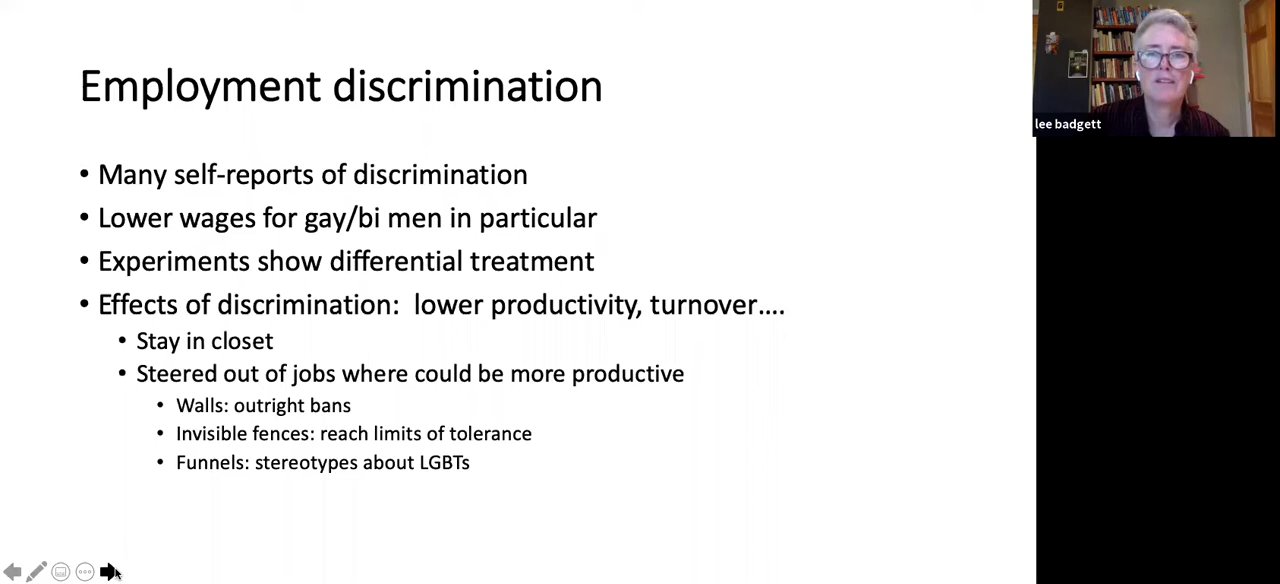 Employment discrimination
• Many self-reports of discrimination
• Lower wages for gay/bi men in particular
• Experiments show differential treatment
• Effects of discrimination:  lower productivity, turnover....
• Stay in closet
• Steered out of jobs where could be more productive
• Walls: outright bans
• Invisible fences: reach limits of tolerance
• Funnels: stereotypes about LGBTs
lee badgett